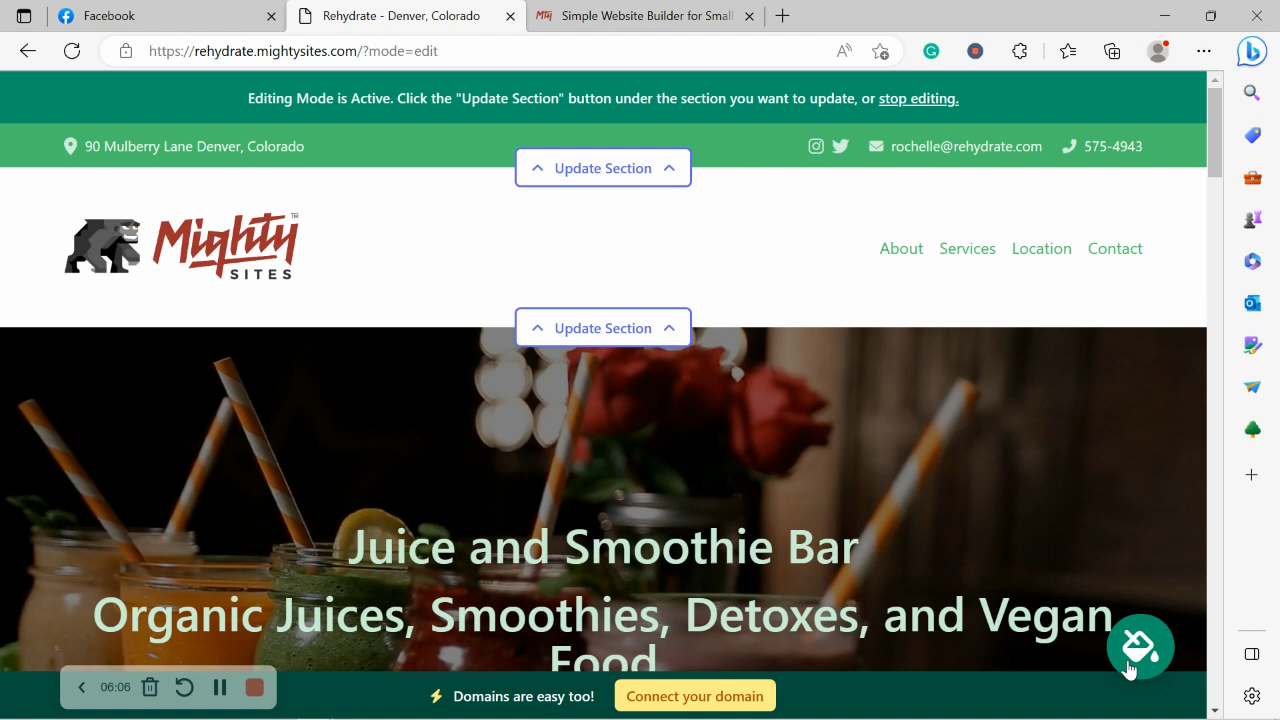 Facebook
Rehydrate - Denver, Colorado
Mighty Simple Website Builder for Small
https://rehydrate.mightysites.com/?mode=edit
Editing Mode is Active. Click the "Update Section" button under the section you want to update, or stop editing.
90 Mulberry Lane Denver, Colorado
rochelle@rehydrate.com
575-4943
Update Section
Mighty™
SITES
About Services Location Contact
Update Section
Juice and Smoothie Bar
Organic Juices, Smoothies, Detoxes, and Vegan
Food
06:06
Domains are easy too!
Connect your domain